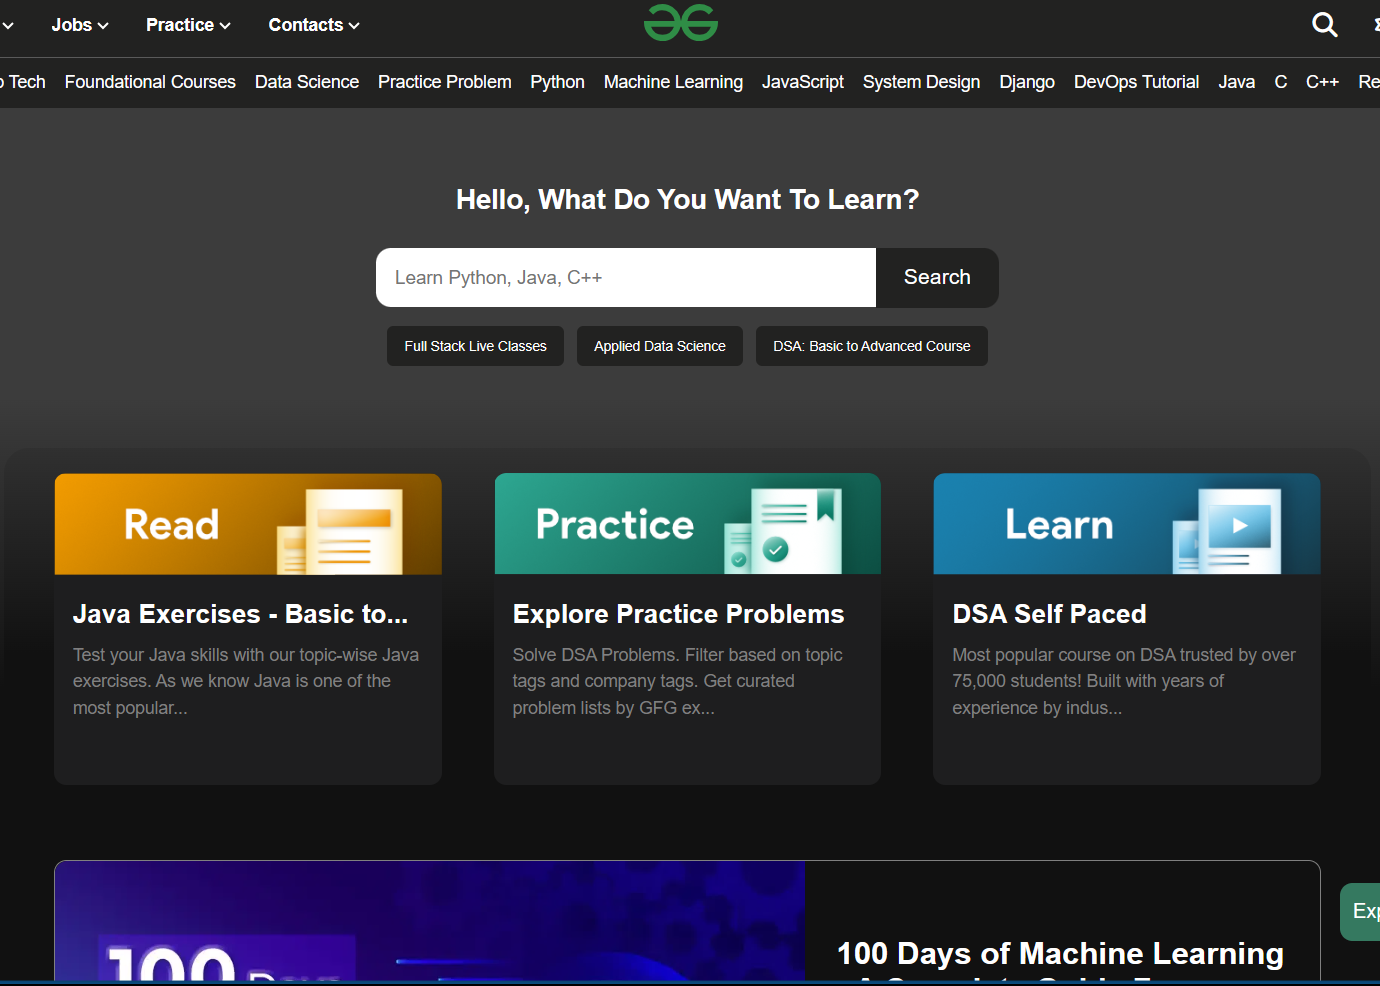 Jobs Practice Contacts
Tech Foundational Courses Data Science Practice Problem Python Machine Learning JavaScript System Design Django DevOps Tutorial Java C C++
Hello, What Do You Want To Learn?
Learn Python, Java, C++ Search
Full Stack Live Classes Applied Data Science DSA: Basic to Advanced Course
Read
Java Exercises - Basic to...
Test your Java skills with our topic-wise Java
exercises. As we know Java is one of the
most popular...
Practice
Explore Practice Problems
Solve DSA Problems. Filter based on topic
tags and company tags. Get curated
problem lists by GFG ex...
Learn
DSA Self Paced
Most popular course on DSA trusted by over
75,000 students! Built with years of
experience by indus...
100 Days
100 Days of Machine Learning